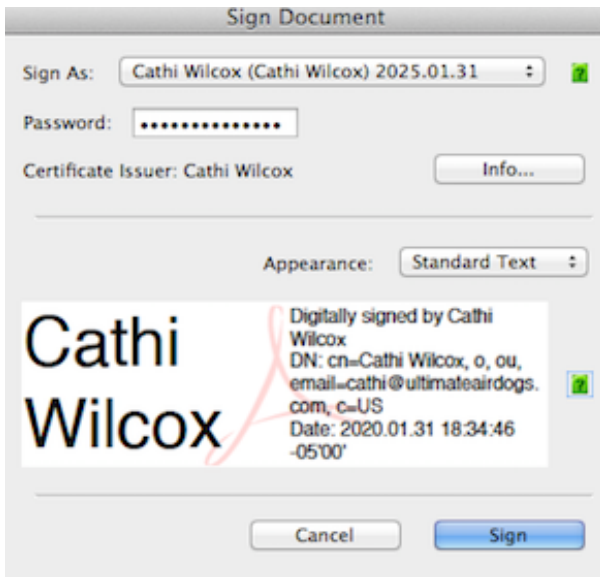 Sign Document
Sign As: Cathi Wilcox (Cathi Wilcox) 2025.01.31
?
Password: ••••••••••••••
Certificate Issuer: Cathi Wilcox
Info...
Appearance: Standard Text
Cathi
Wilcox
Digitally signed by Cathi
Wilcox
DN: cn=Cathi Wilcox, o, ou,
email=cathi@ultimateairdogs.
com, c=US
Date: 2020.01.31 18:34:46
-05'00'
?
Cancel
Sign